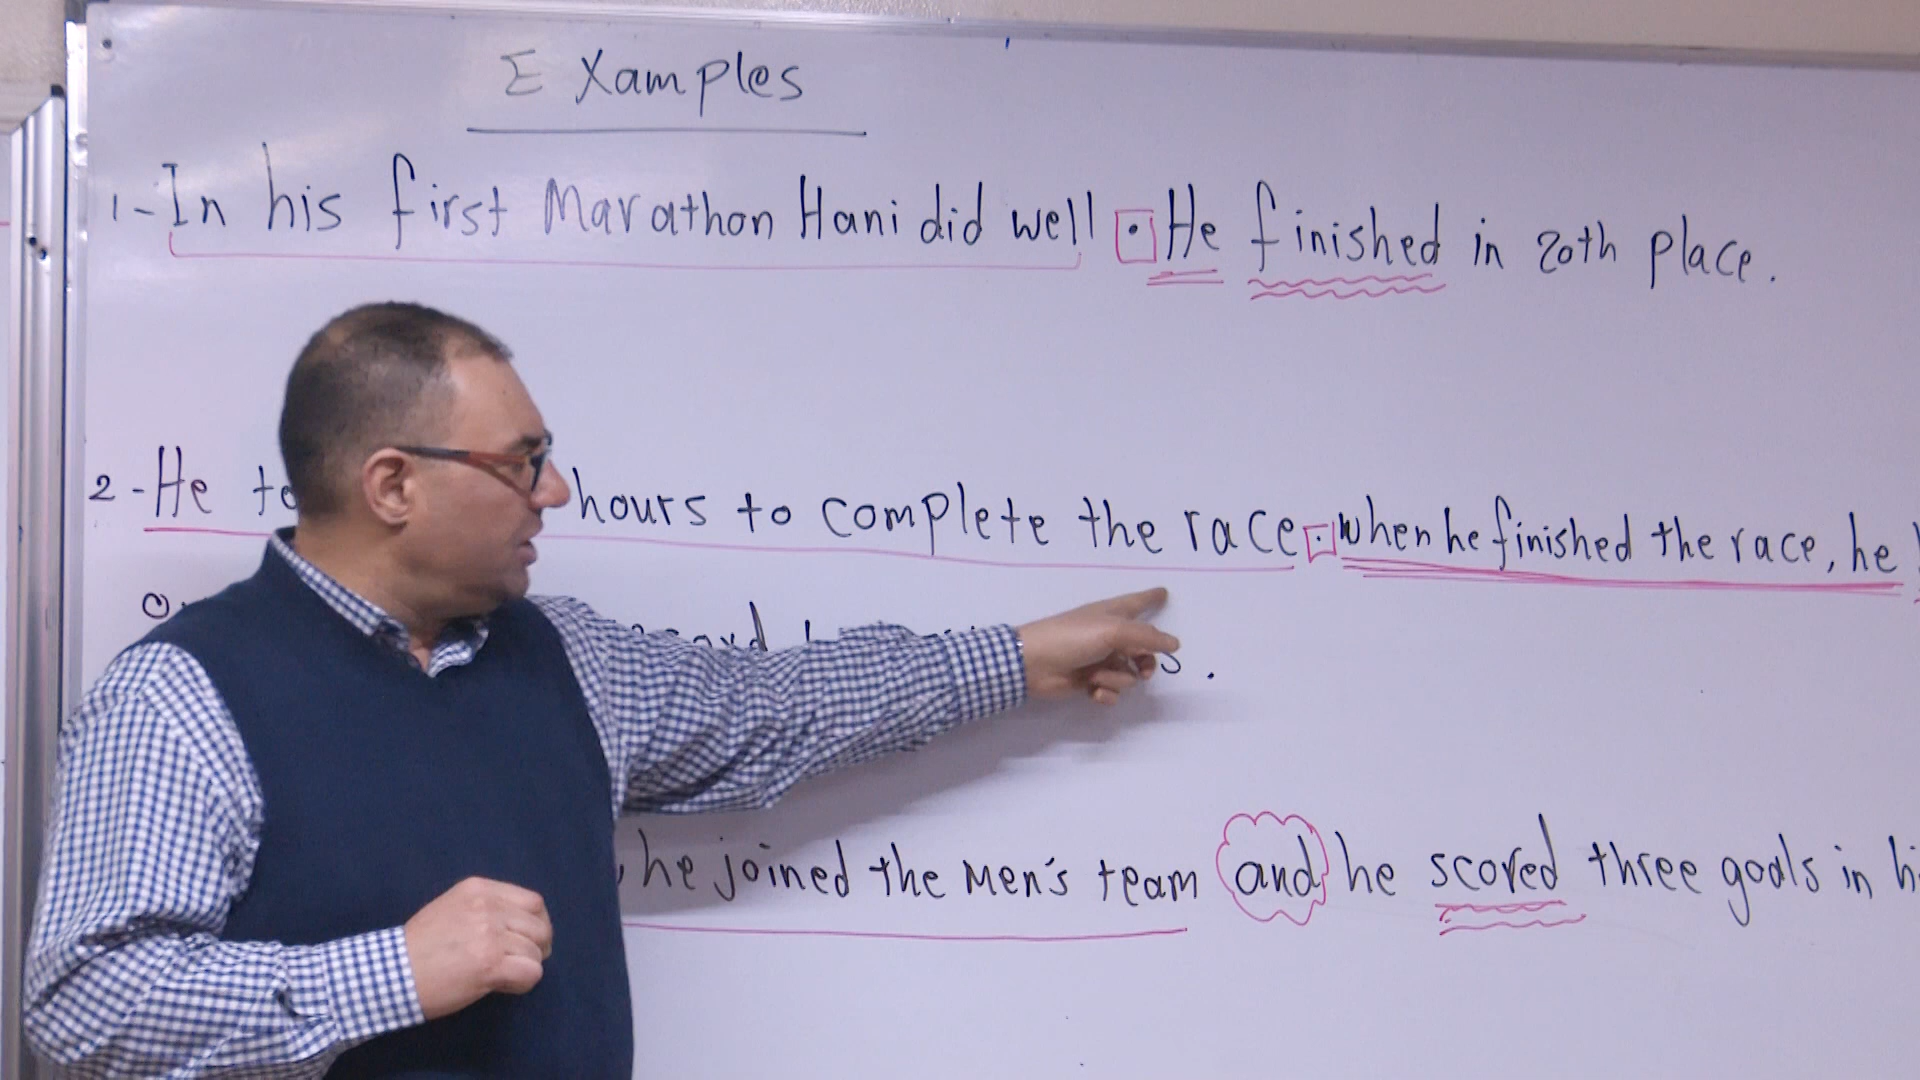 Examples
1- In his first Marathon Hani did well . He finished in 20th place.
2- He hours to complete the race . when he finished the race, he
.
, he joined the Men's team and he scored three goals in